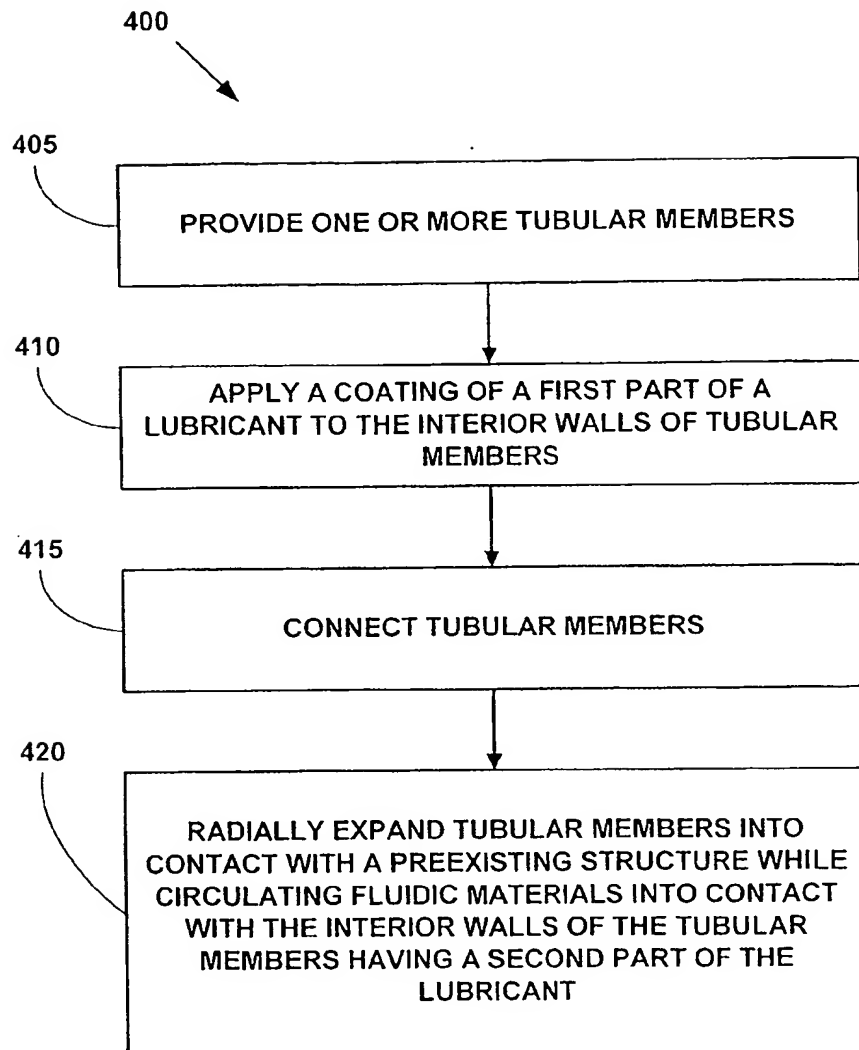 400
405
PROVIDE ONE OR MORE TUBULAR MEMBERS
410
APPLY A COATING OF A FIRST PART OF A
LUBRICANT TO THE INTERIOR WALLS OF TUBULAR
MEMBERS
415
CONNECT TUBULAR MEMBERS
420
RADIALLY EXPAND TUBULAR MEMBERS INTO
CONTACT WITH A PREEXISTING STRUCTURE WHILE
CIRCULATING FLUIDIC MATERIALS INTO CONTACT
WITH THE INTERIOR WALLS OF THE TUBULAR
MEMBERS HAVING A SECOND PART OF THE
LUBRICANT